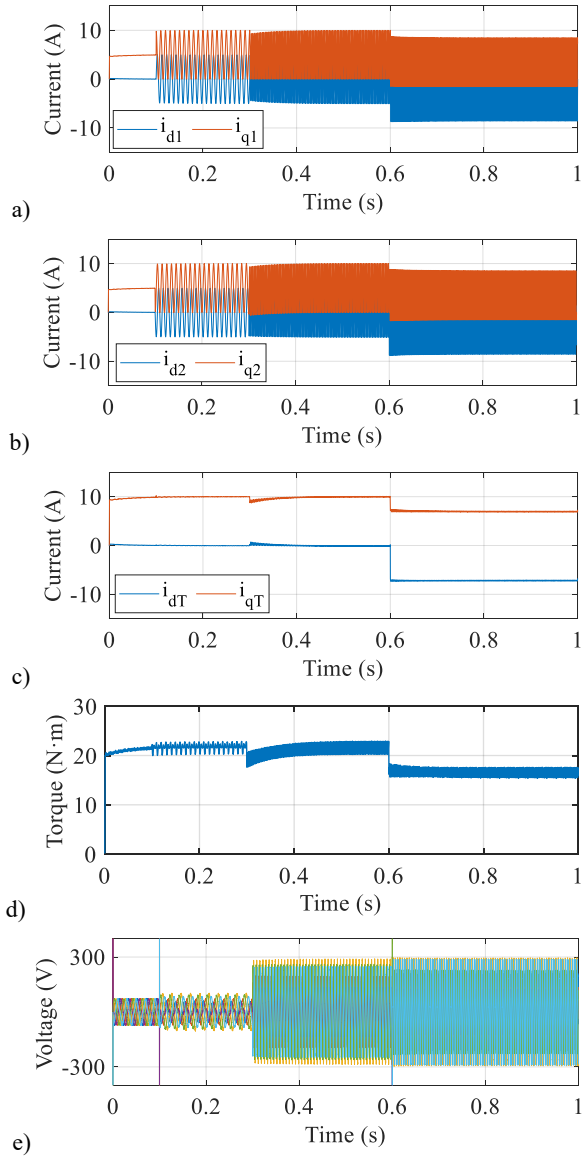 Current (A)
10
0
-10
i_d1 i_q1
0 0.2 0.4 0.6 0.8 1
Time (s)
a)
Current (A)
10
0
-10
i_d2 i_q2
0 0.2 0.4 0.6 0.8 1
Time (s)
b)
Current (A)
10
0
-10
i_dT i_qT
0 0.2 0.4 0.6 0.8 1
Time (s)
c)
Torque (N·m)
30
20
10
0
0 0.2 0.4 0.6 0.8 1
Time (s)
d)
Voltage (V)
300
-300
0 0.2 0.4 0.6 0.8 1
Time (s)
e)